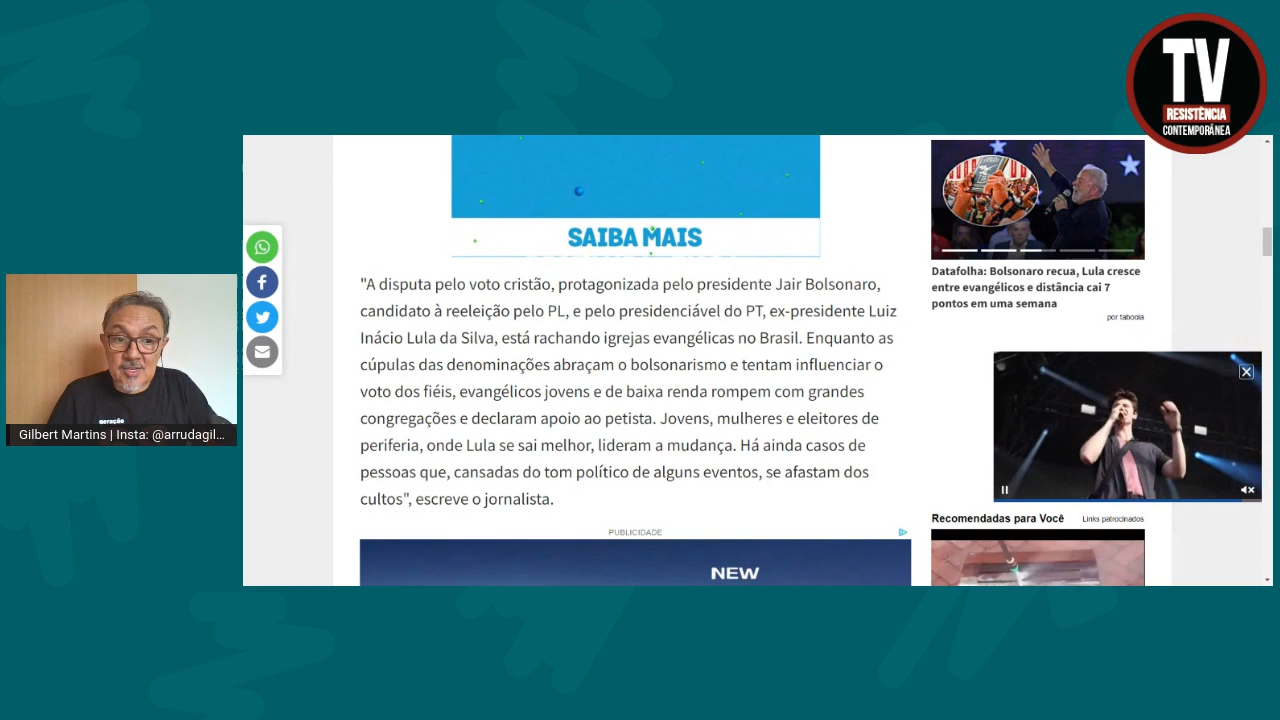 TV
RESISTÊNCIA
CONTEMPORÂNEA
SAIBA MAIS
"A disputa pelo voto cristão, protagonizada pelo presidente Jair Bolsonaro,
candidato à reeleição pelo PL, e pelo presidenciável do PT, ex-presidente Luiz
Inácio Lula da Silva, está rachando igrejas evangélicas no Brasil. Enquanto as
cúpulas das denominações abraçam o bolsonarismo e tentam influenciar o
voto dos fiéis, evangélicos jovens e de baixa renda rompem com grandes
congregações e declaram apoio ao petista. Jovens, mulheres e eleitores de
periferia, onde Lula se sai melhor, lideram a mudança. Há ainda casos de
pessoas que, cansadas do tom político de alguns eventos, se afastam dos
cultos", escreve o jornalista.
PUBLICIDADE
NEW
Datafolha: Bolsonaro recua, Lula cresce
entre evangélicos e distância cai 7
pontos em uma semana
por taboola
Recomendadas para Você
Links patrocinados
geração
Gilbert Martins | Insta: @arrudagil...